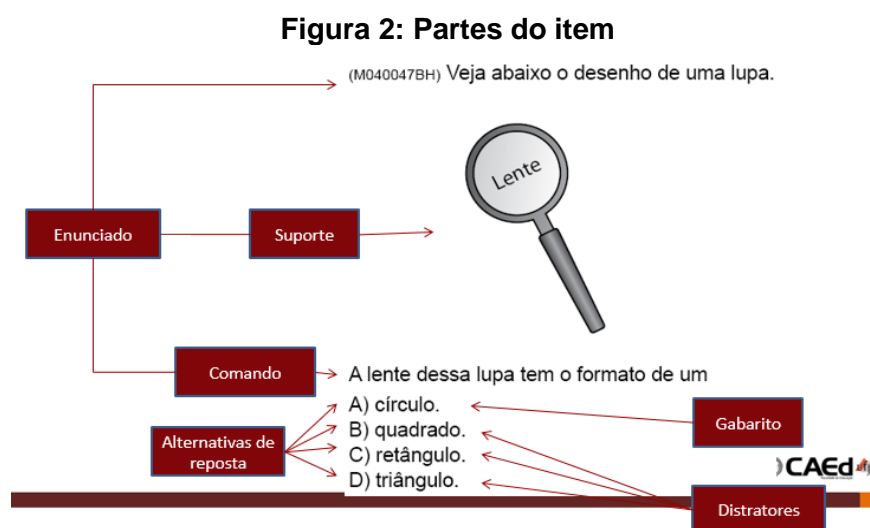 Figura 2: Partes do item
(M040047BH) Veja abaixo o desenho de uma lupa.
Lente
Enunciado
Suporte
Comando
A lente dessa lupa tem o formato de um
A) círculo.
B) quadrado.
C) retângulo.
D) triângulo.
Alternativas de
reposta
Gabarito
CAEd
Distratores